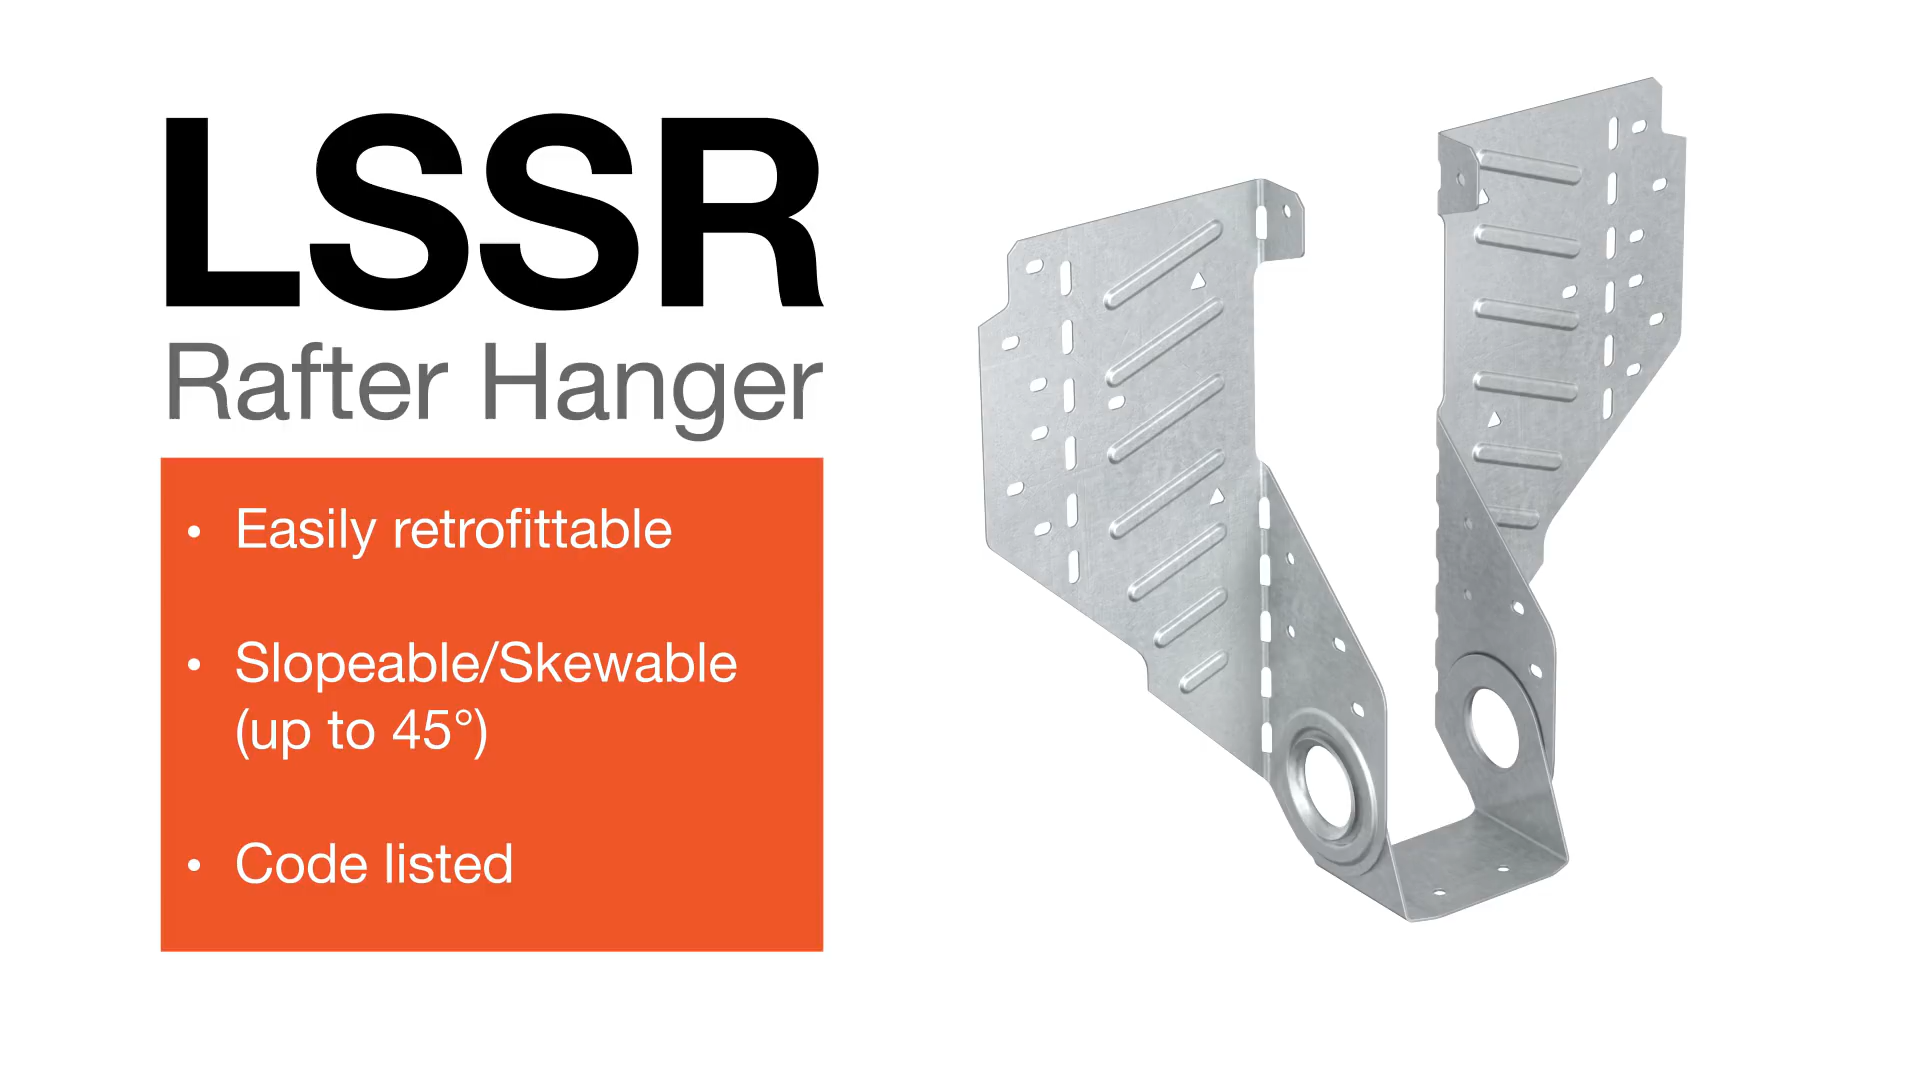 LSSR
Rafter Hanger
• Easily retrofittable
• Slopeable/Skewable
(up to 45°)
• Code listed